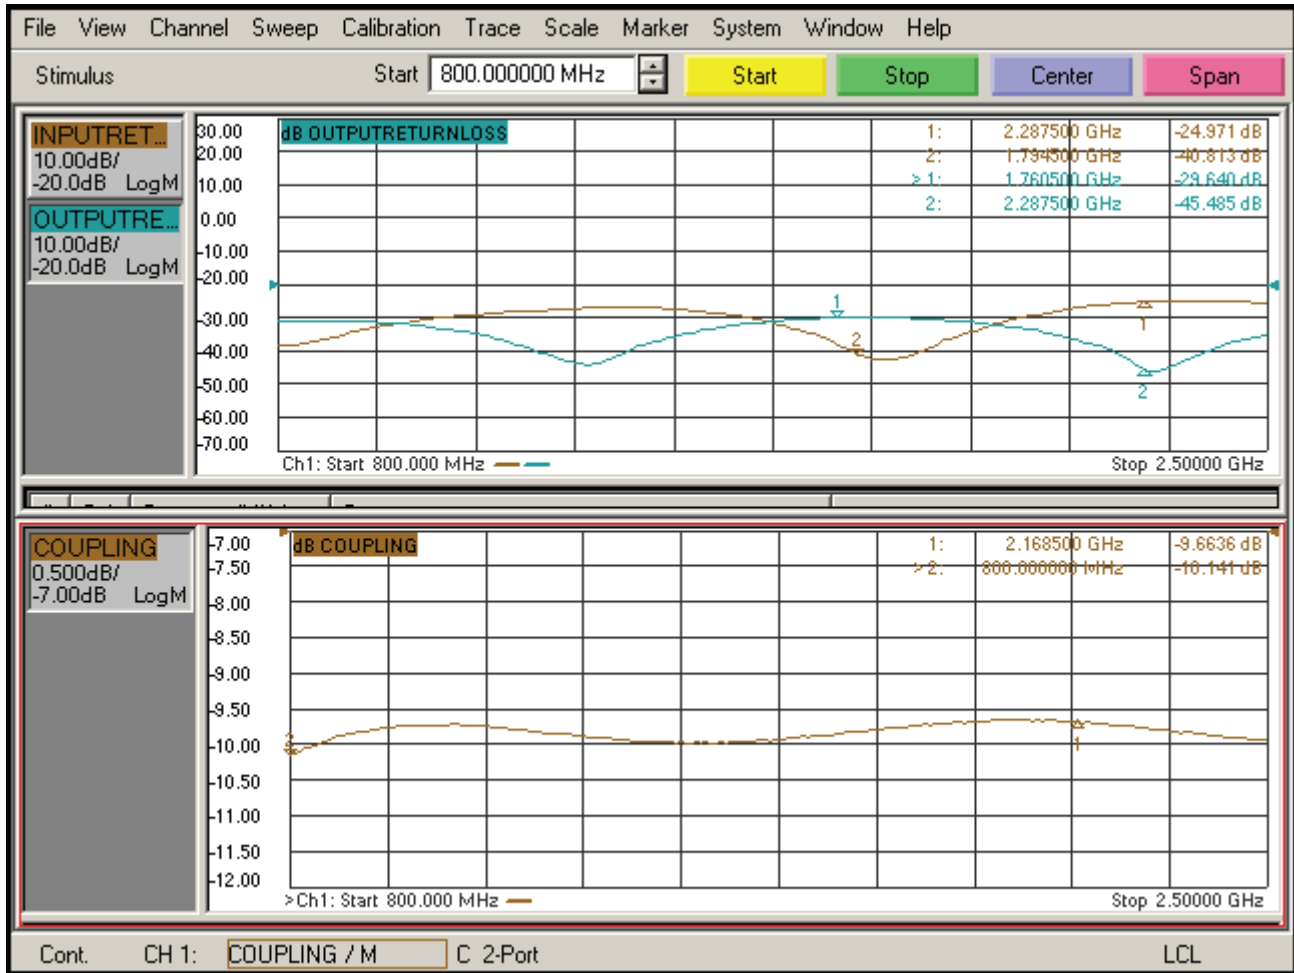 File View Channel Sweep Calibration Trace Scale Marker System Window Help
Stimulus Start 800.000000 MHz Start Stop Center Span
INPUTRET...
10.00dB/
-20.0dB LogM
OUTPUTRE...
10.00dB/
-20.0dB LogM
30.00
20.00
10.00
0.00
-10.00
-20.00
-30.00
-40.00
-50.00
-60.00
-70.00
dB OUTPUTRETURNLOSS
1: 2.287500 GHz -24.971 dB
2: 1.794500 GHz -40.813 dB
> 1: 1.760500 GHz -29.640 dB
2: 2.287500 GHz -45.485 dB
1
2
1
2
Ch1: Start 800.000 MHz
Stop 2.50000 GHz
COUPLING
0.500dB/
-7.00dB LogM
-7.00
-7.50
-8.00
-8.50
-9.00
-9.50
-10.00
-10.50
-11.00
-11.50
-12.00
dB COUPLING
1: 2.168500 GHz -9.6636 dB
> 2: 800.000000 MHz -10.141 dB
2
1
>Ch1: Start 800.000 MHz
Stop 2.50000 GHz
Cont. CH 1: COUPLING / M C 2-Port LCL